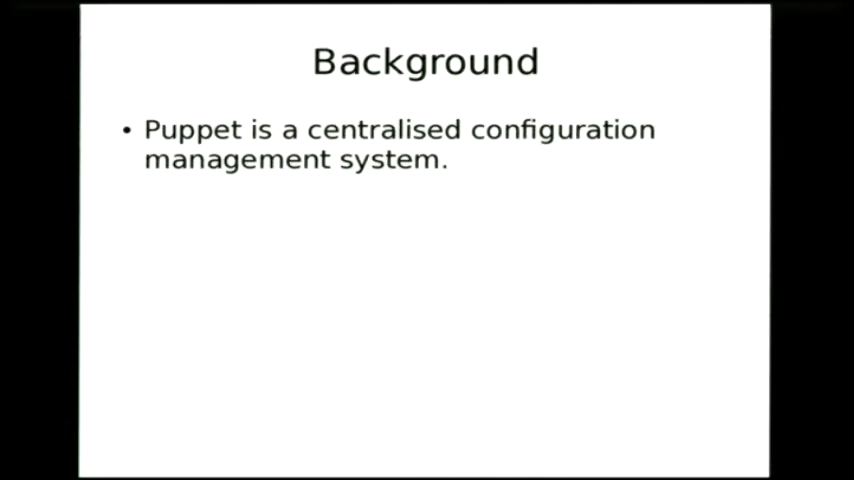 Background
• Puppet is a centralised configuration
management system.